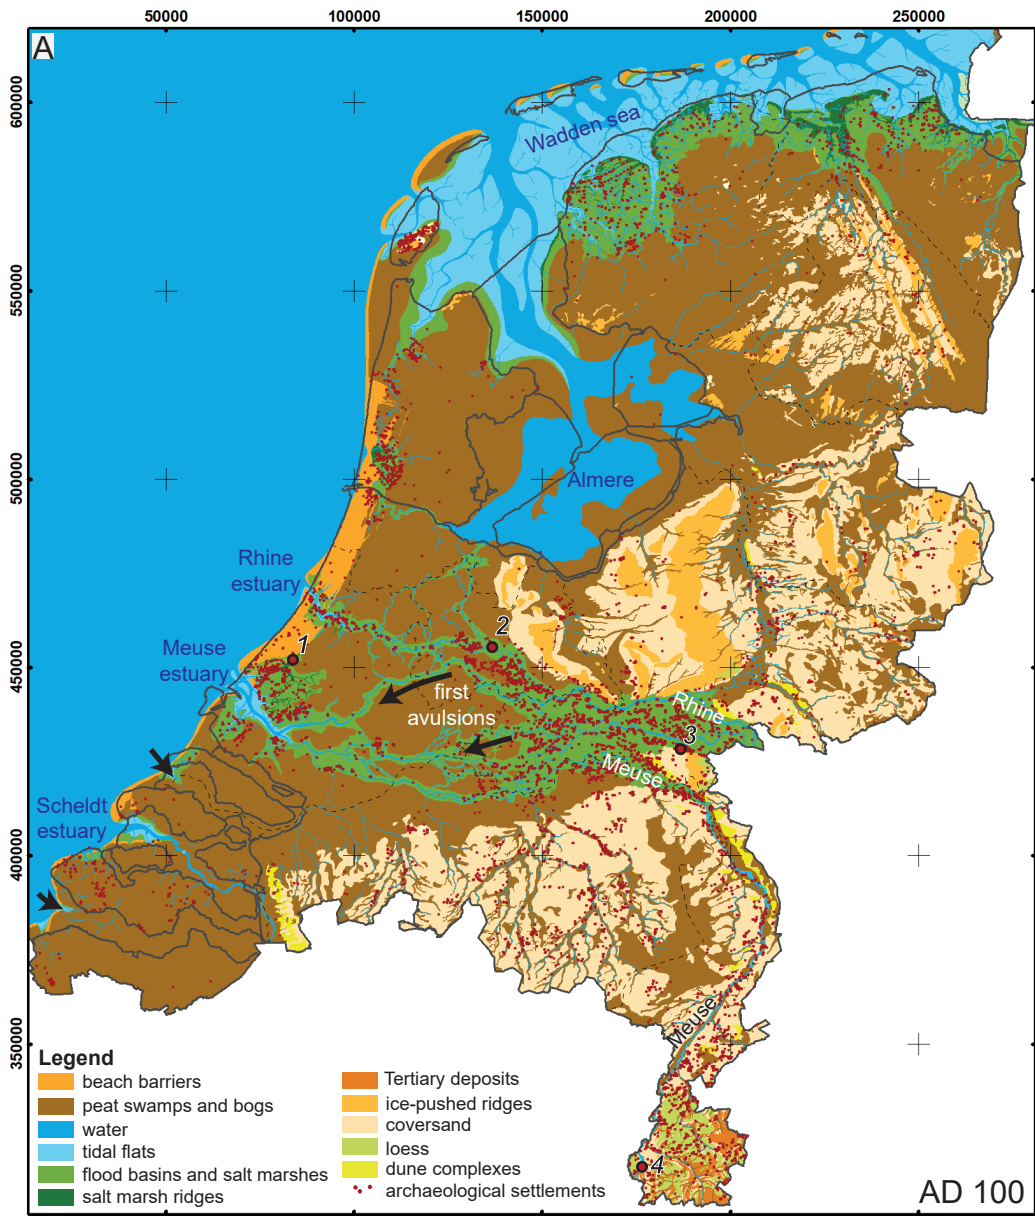 50000 100000 150000 200000 250000
A
600000
550000
500000
450000
400000
350000
Wadden sea
Almere
Rhine
estuary
Meuse
estuary
1
2
first
avulsions
Rhine
3
Meuse
Scheldt
estuary
Meuse
4
Legend
beach barriers
peat swamps and bogs
water
tidal flats
flood basins and salt marshes
salt marsh ridges
Tertiary deposits
ice-pushed ridges
coversand
loess
dune complexes
archaeological settlements
AD 100